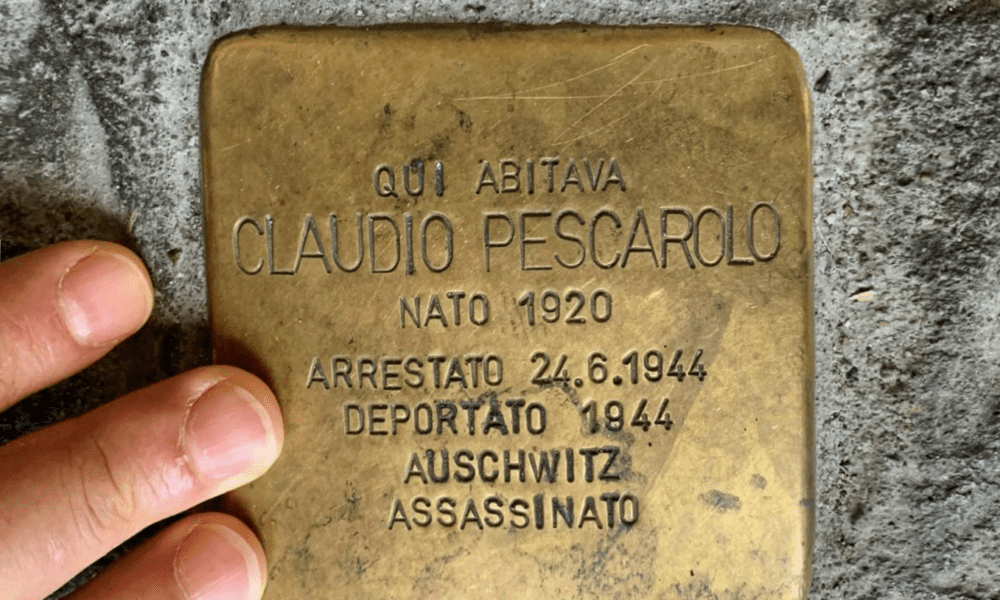 QUI ABITAVA
CLAUDIO PESCAROLO
NATO 1920
ARRESTATO 24.6.1944
DEPORTATO 1944
AUSCHWITZ
ASSASSINATO